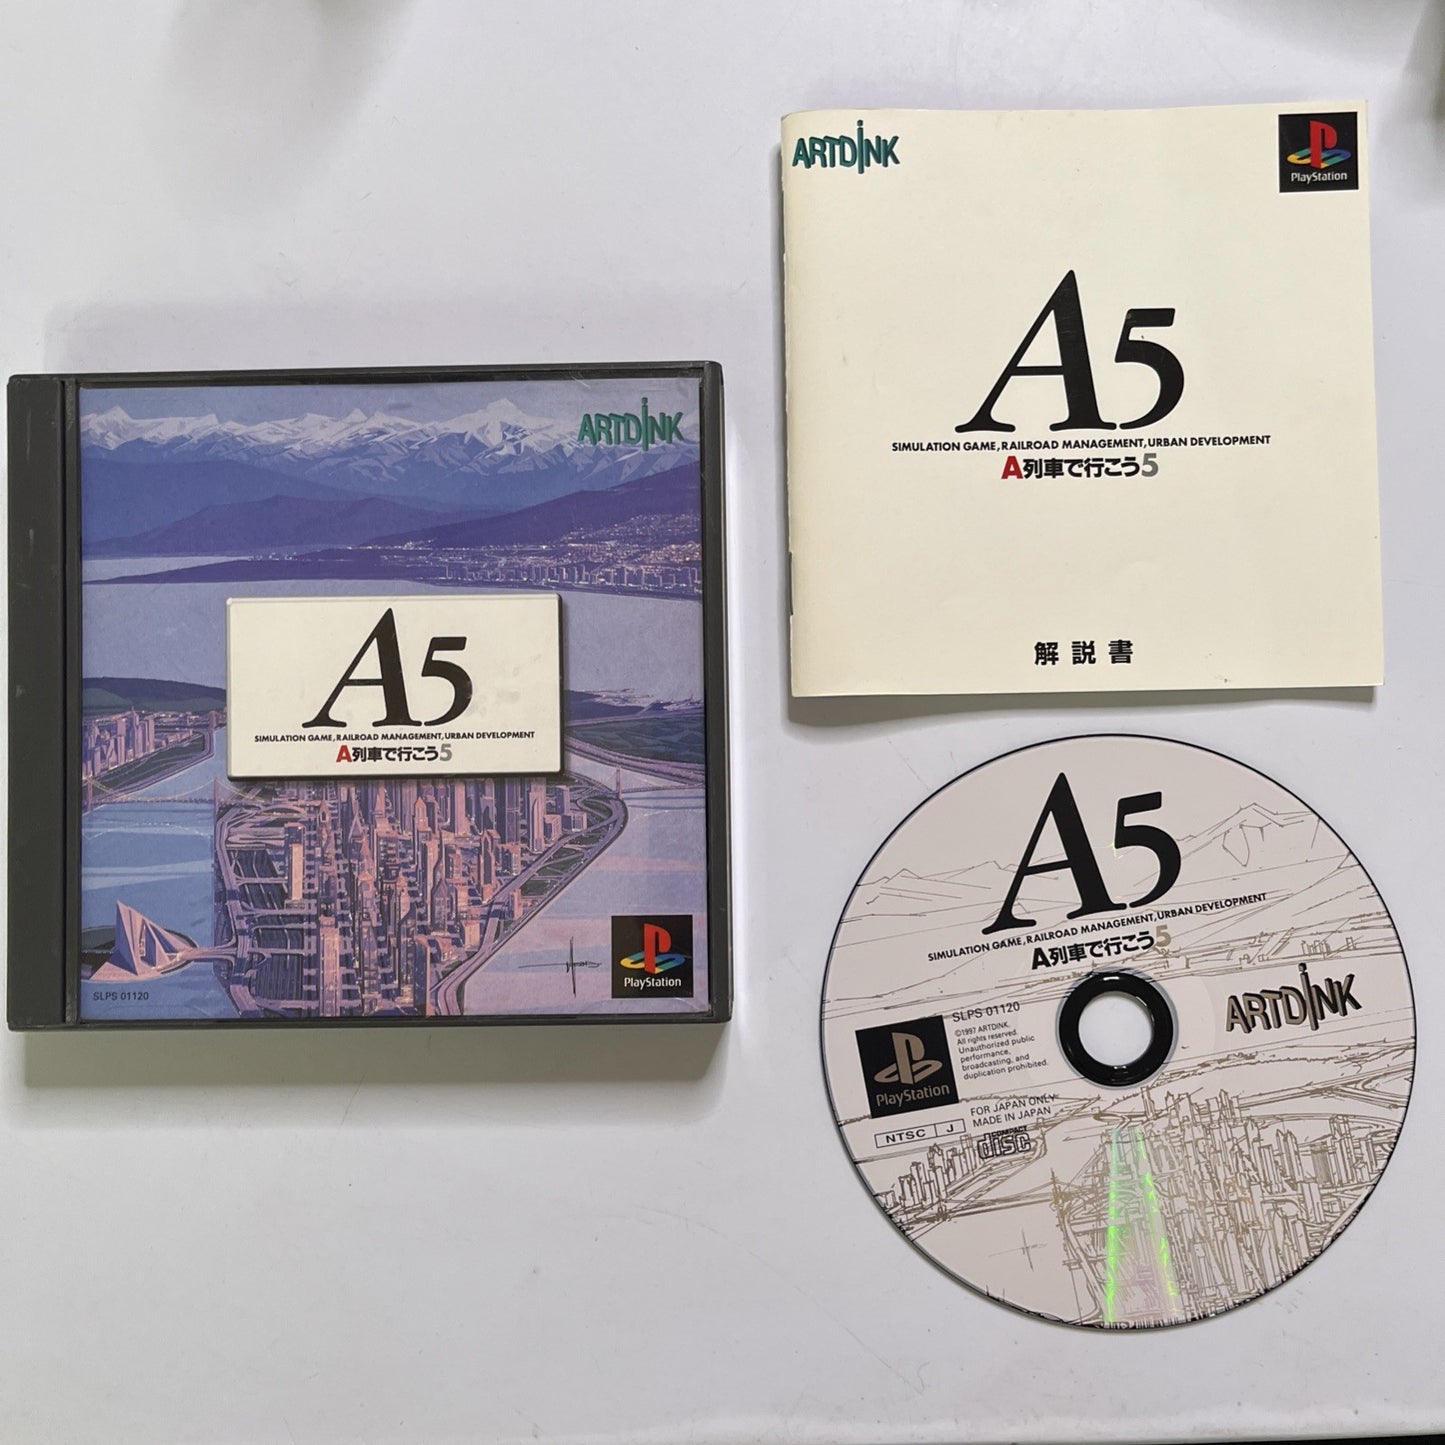 ARTDINK
A5
SIMULATION GAME, RAILROAD MANAGEMENT, URBAN DEVELOPMENT
A列車で行こう5
SLPS 01120
PlayStation
ARTDINK
PlayStation
A5
SIMULATION GAME, RAILROAD MANAGEMENT, URBAN DEVELOPMENT
A列車で行こう5
解説書
A5
SIMULATION GAME, RAILROAD MANAGEMENT, URBAN DEVELOPMENT
A列車で行こう5
ARTDINK
SLPS 01120
©1997 ARTDINK.
All rights reserved.
Unauthorized public
performance,
broadcasting, and
duplication prohibited.
PlayStation
FOR JAPAN ONLY
MADE IN JAPAN
NTSC J
COMPACT
disc